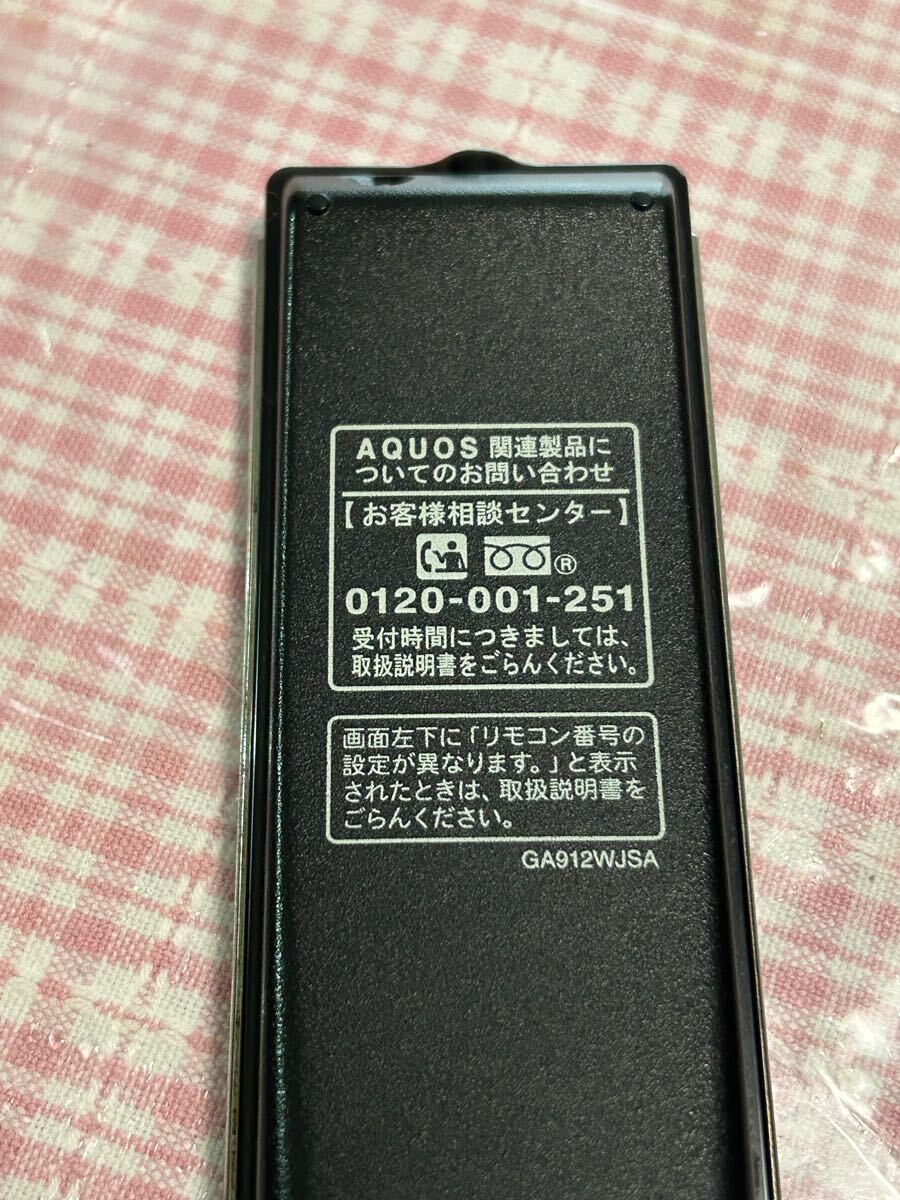 AQUOS 関連製品に
ついてのお問い合わせ
【お客様相談センター】
®
0120-001-251
受付時間につきましては、
取扱説明書をごらんください。
画面左下に「リモコン番号の
設定が異なります。」と表示
されたときは、取扱説明書を
ごらんください。
GA912WJSA